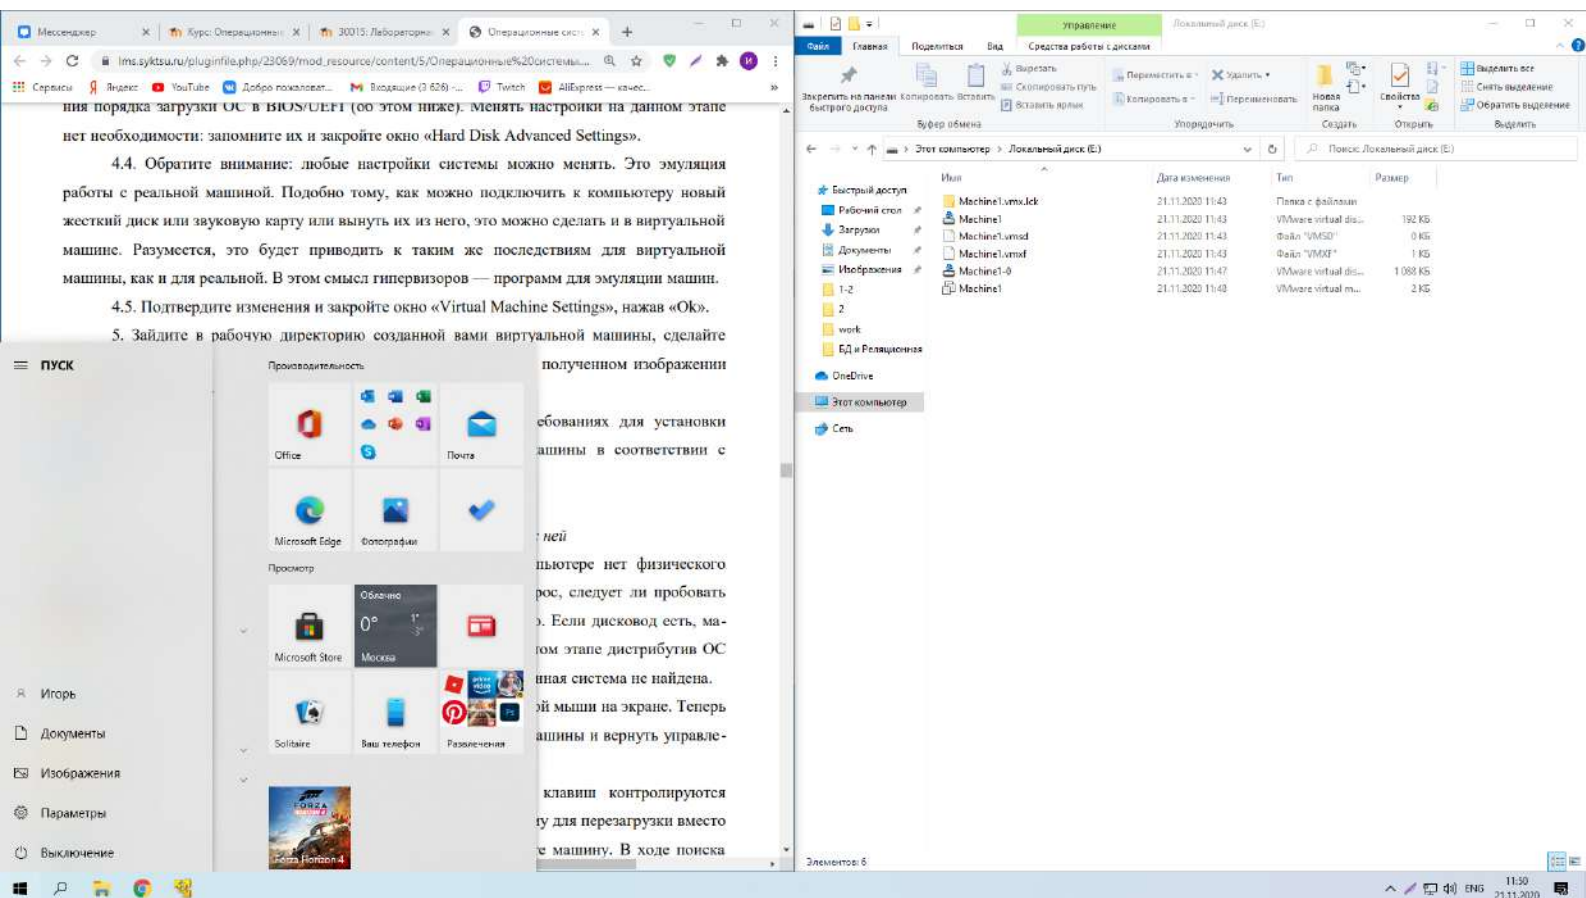 Мессенджер
Курс: Операционны
30015: Лаборатор
Операционные сист
lms.syktsu.ru/pluginfile.php/23069/mod_resource/content/5/Операционные%20системы...
И
Сервисы
Яндекс
YouTube
Добро пожаловат...
Входящие (3 626) -...
Twitch
AliExpress — качес...
»
ния порядка загрузки ОС в BIOS/UEFI (об этом ниже). Менять настройки на данном этапе
нет необходимости: запомните их и закройте окно «Hard Disk Advanced Settings».
4.4. Обратите внимание: любые настройки системы можно менять. Это эмуляция
работы с реальной машиной. Подобно тому, как можно подключить к компьютеру новый
жесткий диск или звуковую карту или вынуть их из него, это можно сделать и в виртуальной
машине. Разумеется, это будет приводить к таким же последствиям для виртуальной
машины, как и для реальной. В этом смысл гипервизоров — программ для эмуляции машин.
4.5. Подтвердите изменения и закройте окно «Virtual Machine Settings», нажав «Ok».
5. Зайдите в рабочую директорию созданной вами виртуальной машины, сделайте
полученном изображении
ебованиях для установки
ашины в соответствии с
ней
пьютере нет физического
рос, следует ли пробовать
о. Если дисковод есть, ма-
том этапе дистрибутив ОС
нная система не найдена.
ой мыши на экране. Теперь
ашины и вернуть управле-
клавиш контролируются
у для перезагрузки вместо
е машину. В ходе поиска
ПУСК
Игорь
Документы
Изображения
Параметры
Выключение
Производительность
Office
Почта
Microsoft Edge
Фотографии
Просмотр
Microsoft Store
Облачно
0°
1°
-3°
Москва
Solitaire
Ваш телефон
prime video
Ps
Развлечения
FORZA
Forza Horizon 4
Управление
Локальный диск (E:)
Файл
Главная
Поделиться
Вид
Средства работы с дисками
Закрепить на панели
быстрого доступа
Копировать
Вставить
Вырезать
Скопировать путь
Вставить ярлык
Буфер обмена
Переместить в
Копировать в
Удалить
Переименовать
Упорядочить
Новая
папка
Создать
Свойства
Открыть
Выделить все
Снять выделение
Обратить выделение
Выделить
Этот компьютер > Локальный диск (E:)
Поиск: Локальный диск (E:)
Быстрый доступ
Рабочий стол
Загрузки
Документы
Изображения
1-2
2
work
БД и Реляционная
OneDrive
Этот компьютер
Сеть
Имя Дата изменения Тип Размер
Machine1.vmx.lck 21.11.2020 11:43 Папка с файлами
Machine1 21.11.2020 11:43 VMware virtual dis... 192 КБ
Machine1.vmsd 21.11.2020 11:43 Файл "VMSD" 0 КБ
Machine1.vmxf 21.11.2020 11:43 Файл "VMXF" 1 КБ
Machine1-0 21.11.2020 11:47 VMware virtual dis... 1 088 КБ
Machine1 21.11.2020 11:48 VMware virtual m... 2 КБ
Элементов: 6
ENG
11:50
21.11.2020